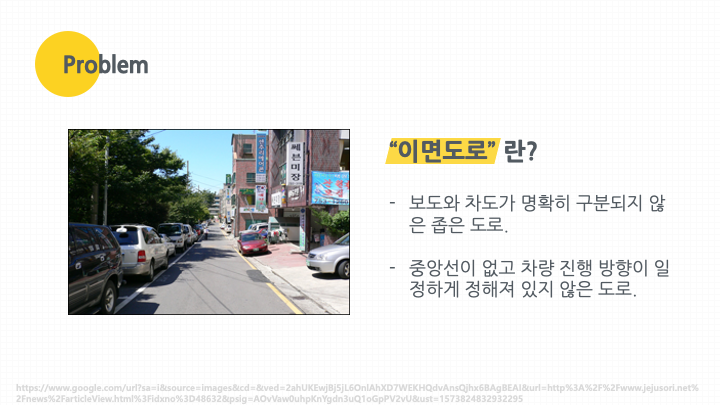 Problem
“이면도로” 란?
- 보도와 차도가 명확히 구분되지 않
은 좁은 도로.
- 중앙선이 없고 차량 진행 방향이 일
정하게 정해져 있지 않은 도로.
쎄븐미장
https://www.google.com/url?sa=i&source=images&cd=&ved=2ahUKEwjBj5jL6OnlAhXD7WEKHQdvAnsQjhx6BAgBEAI&url=http%3A%2F%2Fwww.jejusori.net%
2Fnews%2FarticleView.html%3Fidxno%3D48632&psig=AOvVaw0uhpKnYgdn3uQ1oGpPV2vU&ust=1573824832932295